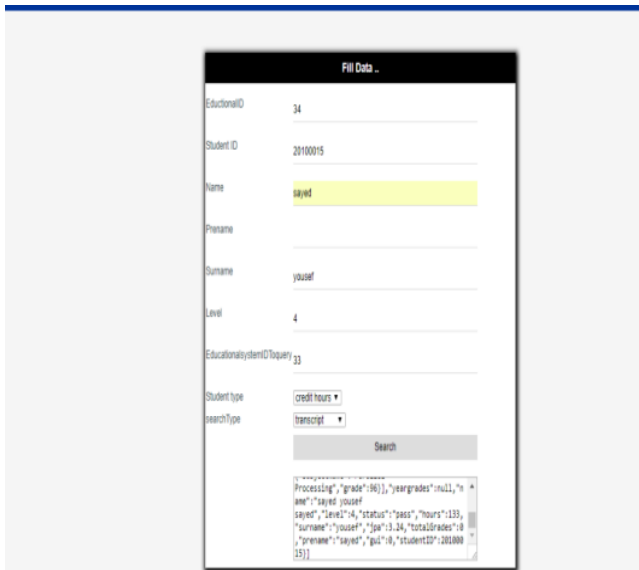 Fill Data ..
EductionalID
34
Student ID
20100015
Name
sayed
Prename
Surname
yousef
Level
4
EducationalsystemIDToquery
33
Student type
credit hours
searchType
transcript
Search
Processing","grade":96}],"yeargrades":null,"n
ame":"sayed yousef
sayed","level":4,"status":"pass","hours":133,
"surname":"yousef","jpa":3.24,"totalGrades":0
,"prename":"sayed","gui":0,"studentID":201000
15}]